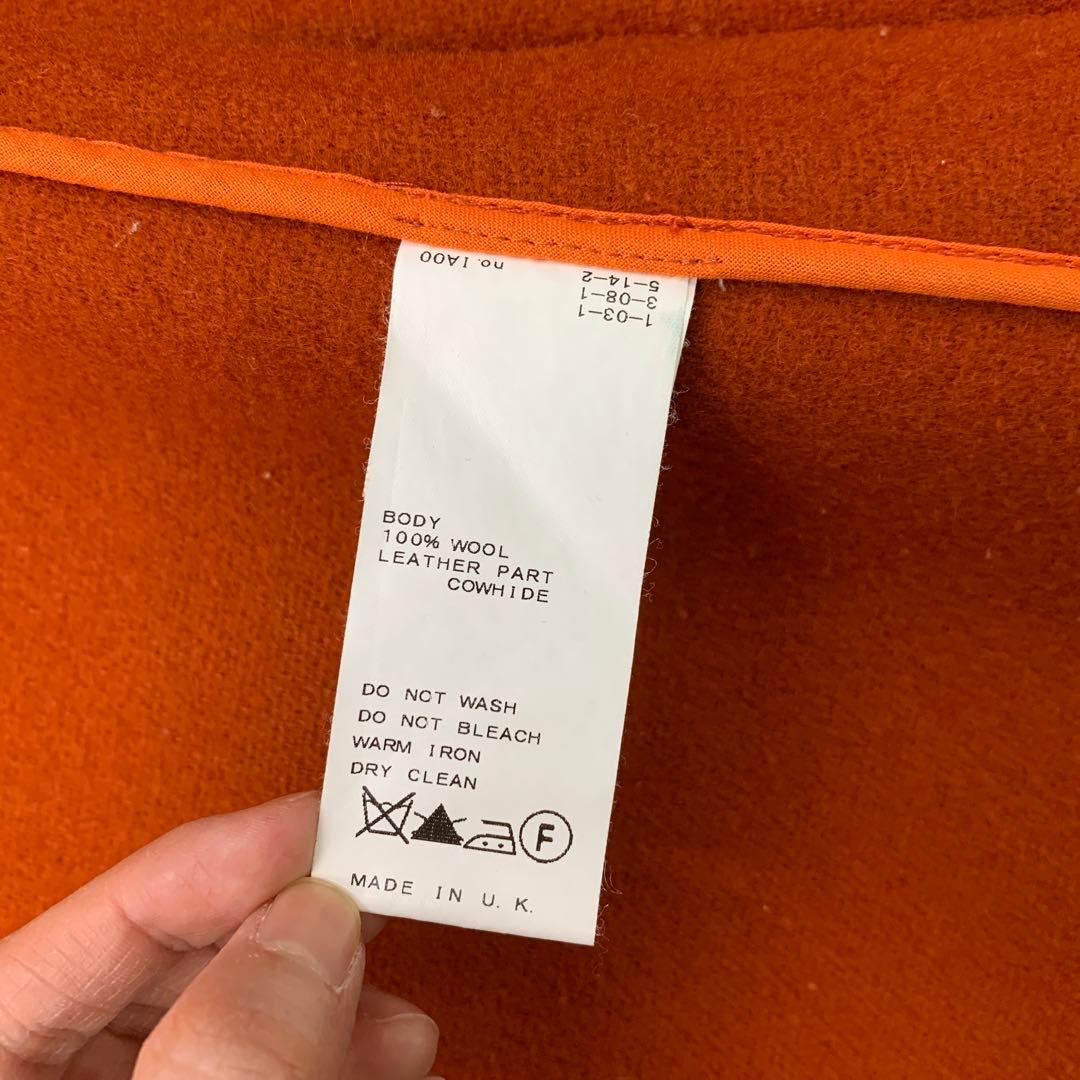 no. IA00
1-03-1
3-08-1
5-14-2
BODY
100% WOOL
LEATHER PART
COWHIDE
DO NOT WASH
DO NOT BLEACH
WARM IRON
DRY CLEAN
F
MADE IN U. K.